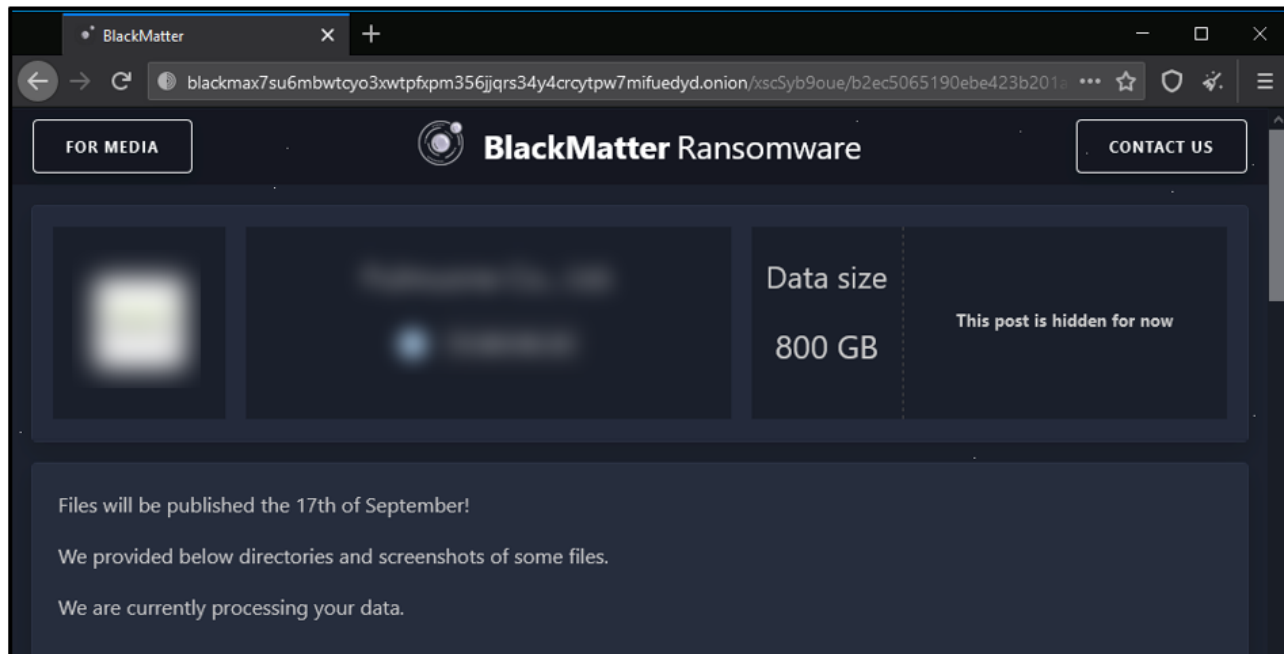 BlackMatter
blackmax7su6mbwtcyo3xwtpfxpm356jjqrs34y4crcytpw7mifuedyd.onion/xscSyb9oue/b2ec5065190ebe423b201a
FOR MEDIA
BlackMatter Ransomware
CONTACT US
Data size
800 GB
This post is hidden for now
Files will be published the 17th of September!
We provided below directories and screenshots of some files.
We are currently processing your data.